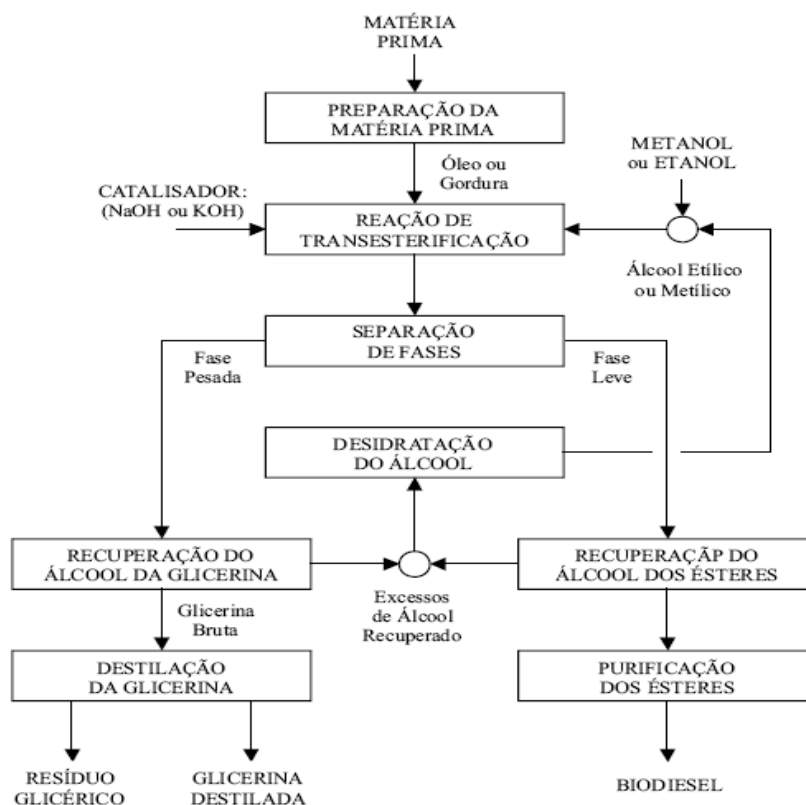 MATÉRIA
PRIMA
PREPARAÇÃO DA
MATÉRIA PRIMA
METANOL
ou ETANOL
Óleo ou
Gordura
CATALISADOR:
(NaOH ou KOH)
REAÇÃO DE
TRANSESTERIFICAÇÃO
Álcool Etílico
ou Metílico
SEPARAÇÃO
DE FASES
Fase
Pesada
Fase
Leve
DESIDRATAÇÃO
DO ÁLCOOL
RECUPERAÇÃO DO
ÁLCOOL DA GLICERINA
RECUPERAÇÃP DO
ÁLCOOL DOS ÉSTERES
Excessos
de Álcool
Recuperado
Glicerina
Bruta
DESTILAÇÃO
DA GLICERINA
PURIFICAÇÃO
DOS ÉSTERES
RESÍDUO
GLICÉRICO
GLICERINA
DESTILADA
BIODIESEL